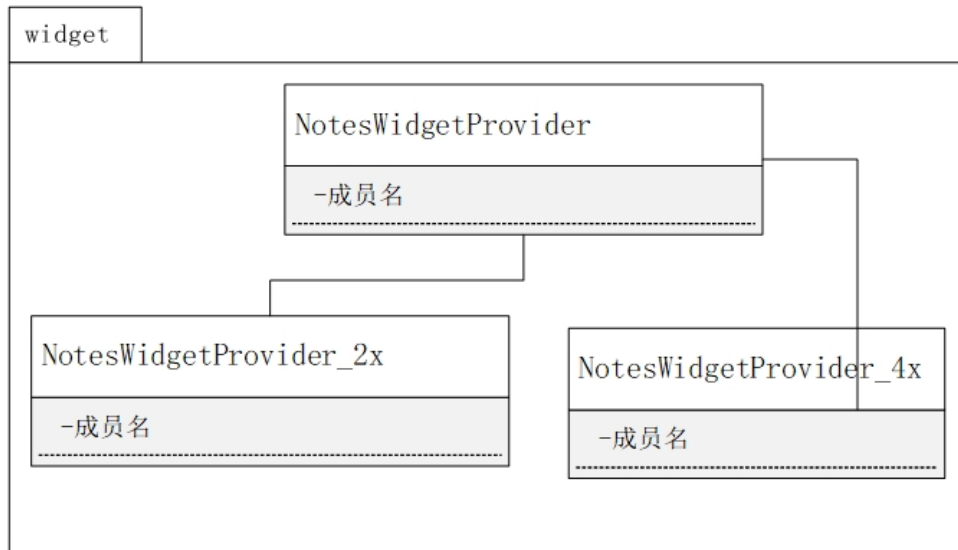 widget
NotesWidgetProvider
-成员名
NotesWidgetProvider_2x
-成员名
NotesWidgetProvider_4x
-成员名